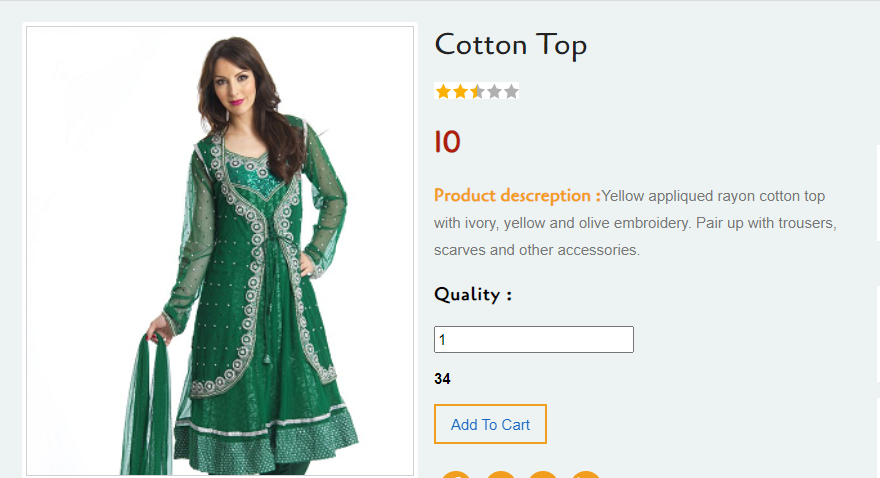 Cotton Top
10
Product descreption :Yellow appliqued rayon cotton top
with ivory, yellow and olive embroidery. Pair up with trousers,
scarves and other accessories.
Quality :
1
34
Add To Cart